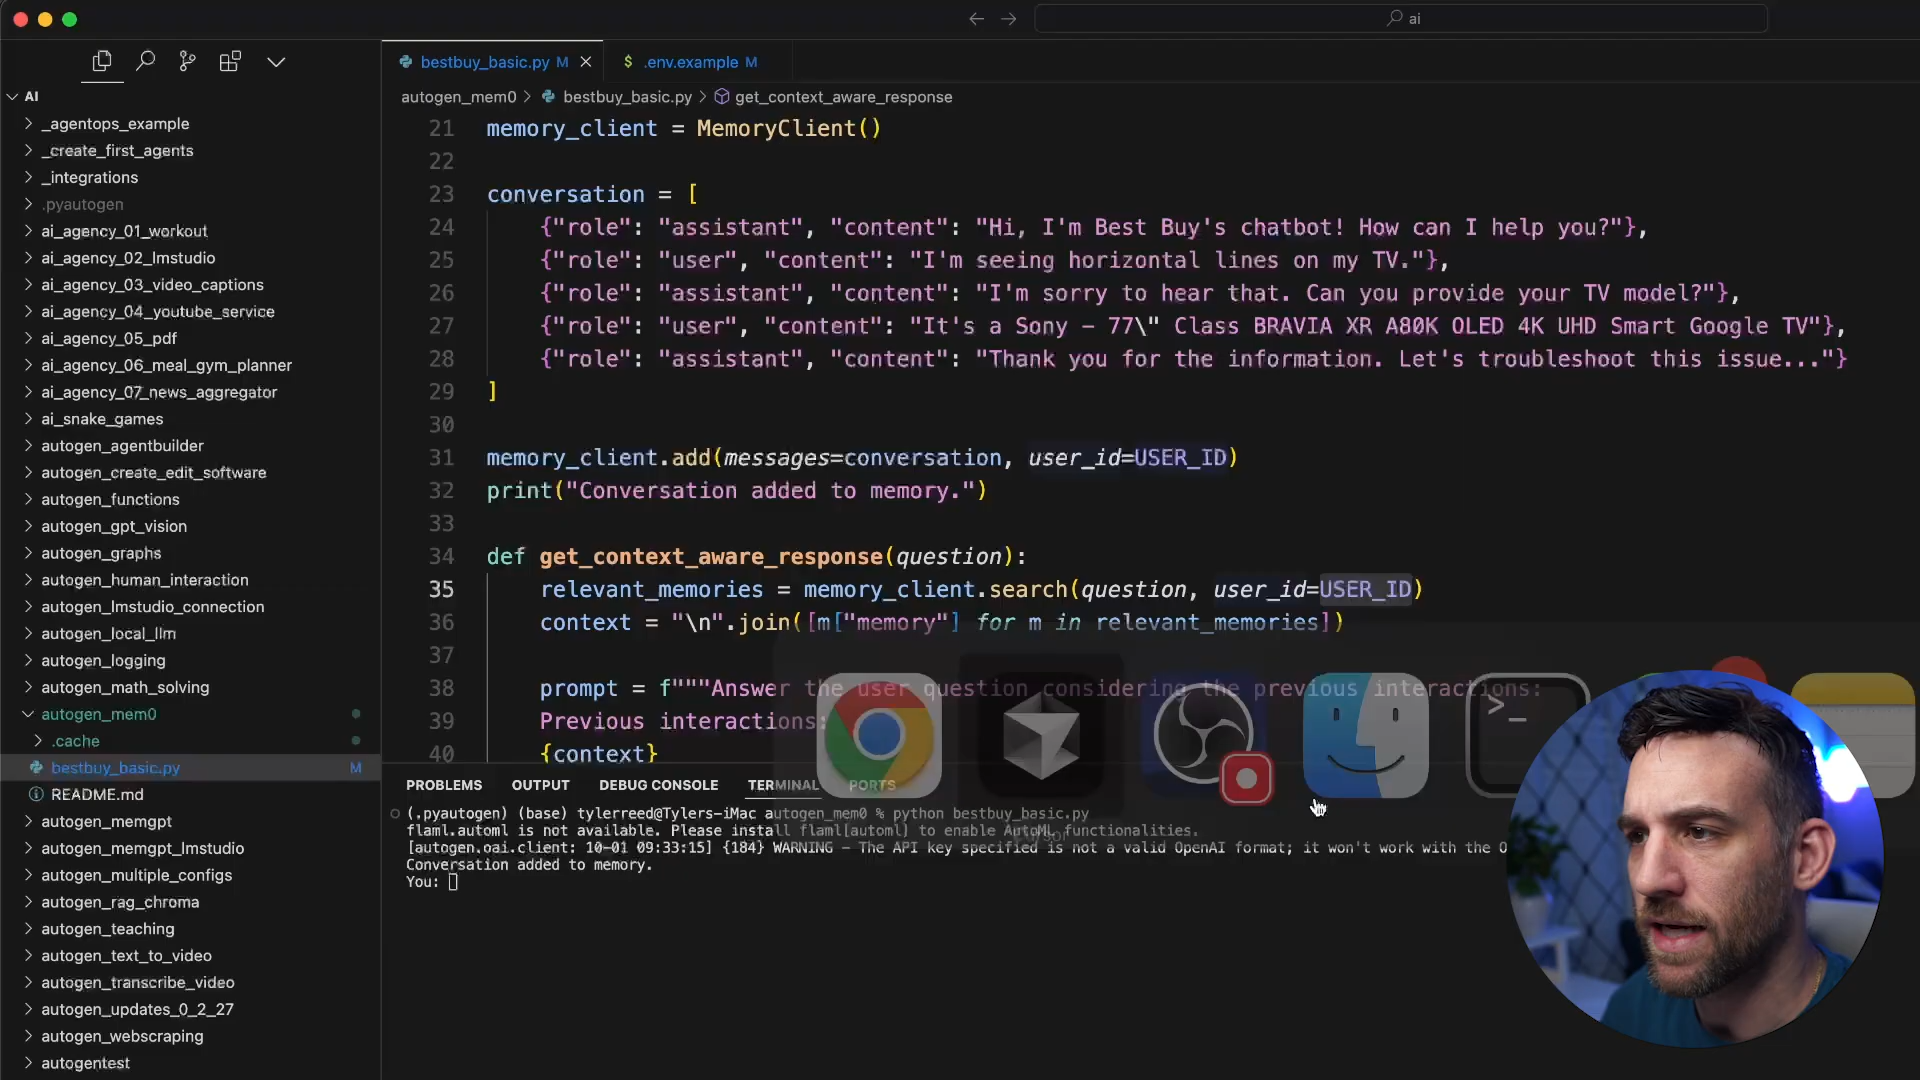 ai
bestbuy_basic.py M
$ .env.example M
AI
autogen_mem0 > bestbuy_basic.py > get_context_aware_response
_agentops_example
_create_first_agents
_integrations
.pyautogen
ai_agency_01_workout
ai_agency_02_lmstudio
ai_agency_03_video_captions
ai_agency_04_youtube_service
ai_agency_05_pdf
ai_agency_06_meal_gym_planner
ai_agency_07_news_aggregator
ai_snake_games
autogen_agentbuilder
autogen_create_edit_software
autogen_functions
autogen_gpt_vision
autogen_graphs
autogen_human_interaction
autogen_lmstudio_connection
autogen_local_llm
autogen_logging
autogen_math_solving
autogen_mem0
.cache
bestbuy_basic.py M
README.md
autogen_memgpt
autogen_memgpt_lmstudio
autogen_multiple_configs
autogen_rag_chroma
autogen_teaching
autogen_text_to_video
autogen_transcribe_video
autogen_updates_0_2_27
autogen_webscraping
autogentest
21 memory_client = MemoryClient()
22
23 conversation = [
24 {"role": "assistant", "content": "Hi, I'm Best Buy's chatbot! How can I help you?"},
25 {"role": "user", "content": "I'm seeing horizontal lines on my TV."},
26 {"role": "assistant", "content": "I'm sorry to hear that. Can you provide your TV model?"},
27 {"role": "user", "content": "It's a Sony - 77\" Class BRAVIA XR A80K OLED 4K UHD Smart Google TV"},
28 {"role": "assistant", "content": "Thank you for the information. Let's troubleshoot this issue..."}
29 ]
30
31 memory_client.add(messages=conversation, user_id=USER_ID)
32 print("Conversation added to memory.")
33
34 def get_context_aware_response(question):
35 relevant_memories = memory_client.search(question, user_id=USER_ID)
36 context = "\n".join([m["memory"] for m in relevant_memories])
37
38 prompt = f"""Answer the user question considering the previous interactions:
39 Previous interactions:
40 {context}
PROBLEMS OUTPUT DEBUG CONSOLE TERMINAL PORTS
(.pyautogen) (base) tylerreed@Tylers-iMac autogen_mem0 % python bestbuy_basic.py
flaml.automl is not available. Please install flaml[automl] to enable AutoML functionalities.
[autogen.oai.client: 10-01 09:33:15] {184} WARNING - The API key specified is not a valid OpenAI format; it won't work with the O
Conversation added to memory.
You:
Cursor